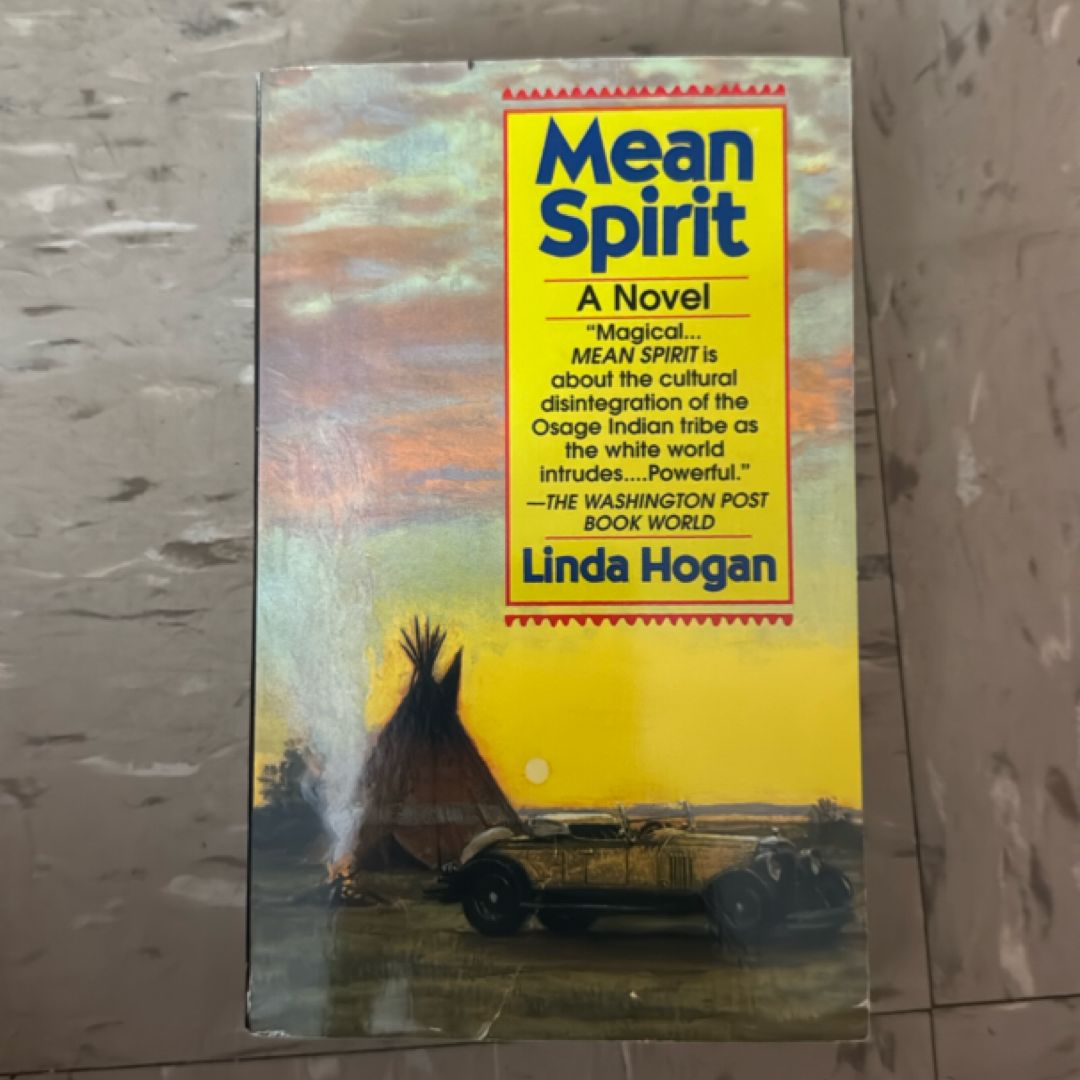 Mean
Spirit
A Novel
“Magical...
MEAN SPIRIT is
about the cultural
disintegration of the
Osage Indian tribe as
the white world
intrudes....Powerful.”
—THE WASHINGTON POST
BOOK WORLD
Linda Hogan